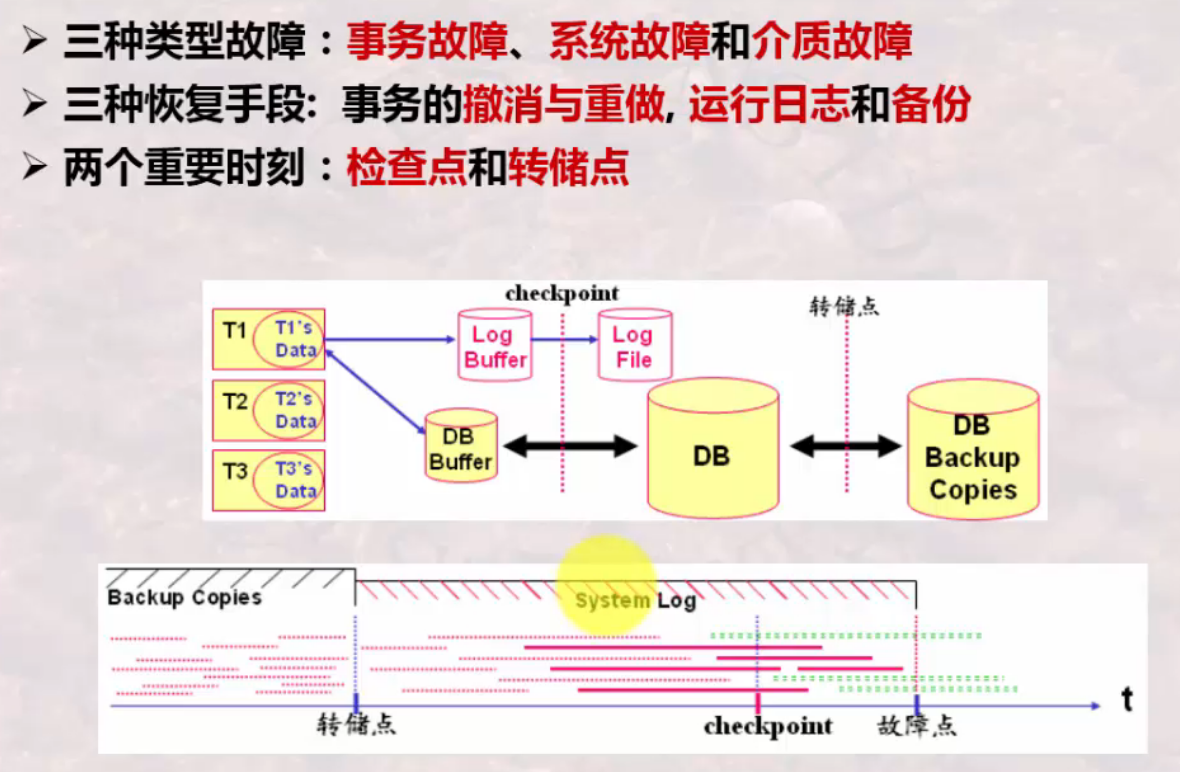 三种类型故障：事务故障、系统故障和介质故障
三种恢复手段: 事务的撤消与重做, 运行日志和备份
两个重要时刻：检查点和转储点
checkpoint
转储点
T1
T1's
Data
Log
Buffer
Log
File
T2
T2's
Data
DB
Buffer
DB
DB
Backup
Copies
T3
T3's
Data
Backup Copies
System Log
t
转储点
checkpoint
故障点